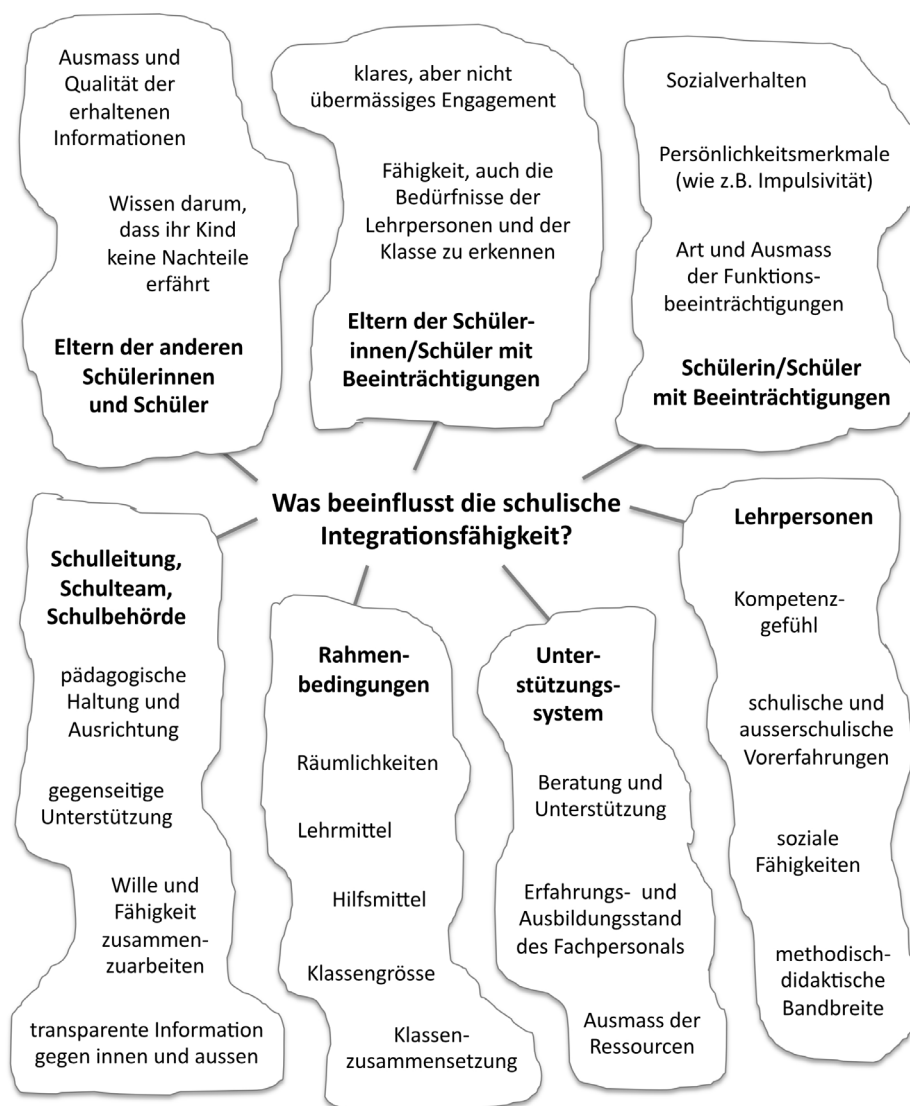 Ausmass und
Qualität der
erhaltenen
Informationen
Wissen darum,
dass ihr Kind
keine Nachteile
erfährt
Eltern der anderen
Schülerinnen
und Schüler
klares, aber nicht
übermässiges Engagement
Fähigkeit, auch die
Bedürfnisse der
Lehrpersonen und der
Klasse zu erkennen
Eltern der Schüler-
innen/Schüler mit
Beeinträchtigungen
Sozialverhalten
Persönlichkeitsmerkmale
(wie z.B. Impulsivität)
Art und Ausmass
der Funktions-
beeinträchtigungen
Schülerin/Schüler
mit Beeinträchtigungen
Was beeinflusst die schulische
Integrationsfähigkeit?
Schulleitung,
Schulteam,
Schulbehörde
pädagogische
Haltung und
Ausrichtung
gegenseitige
Unterstützung
Wille und
Fähigkeit
zusammen-
zuarbeiten
transparente Information
gegen innen und aussen
Rahmen-
bedingungen
Räumlichkeiten
Lehrmittel
Hilfsmittel
Klassengrösse
Klassen-
zusammensetzung
Unter-
stützungs-
system
Beratung und
Unterstützung
Erfahrungs- und
Ausbildungsstand
des Fachpersonals
Ausmass der
Ressourcen
Lehrpersonen
Kompetenz-
gefühl
schulische und
ausserschulische
Vorerfahrungen
soziale
Fähigkeiten
methodisch-
didaktische
Bandbreite